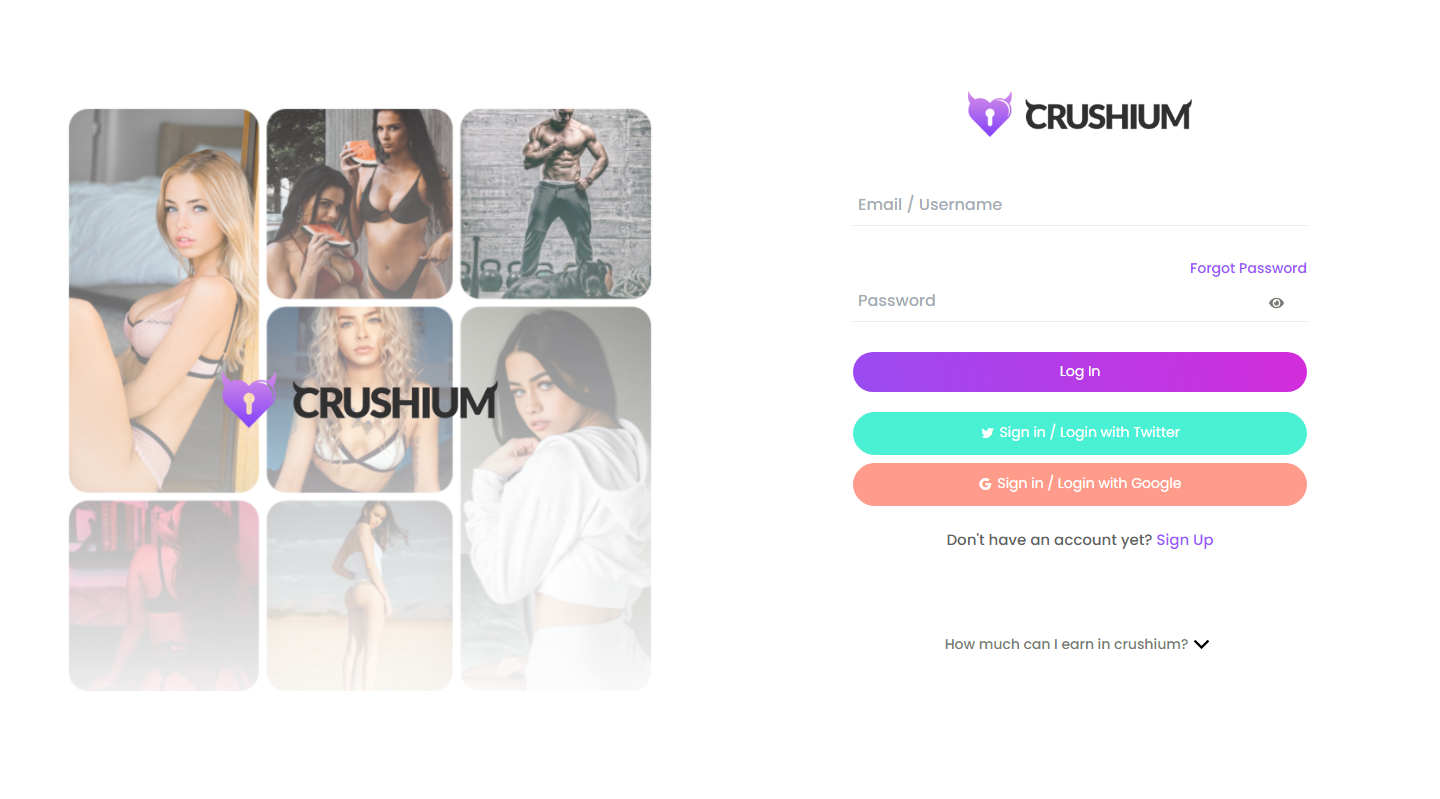 CRUSHIUM
CRUSHIUM
Email / Username
Forgot Password
Password
Log In
Sign in / Login with Twitter
Sign in / Login with Google
Don't have an account yet? Sign Up
How much can I earn in crushium?